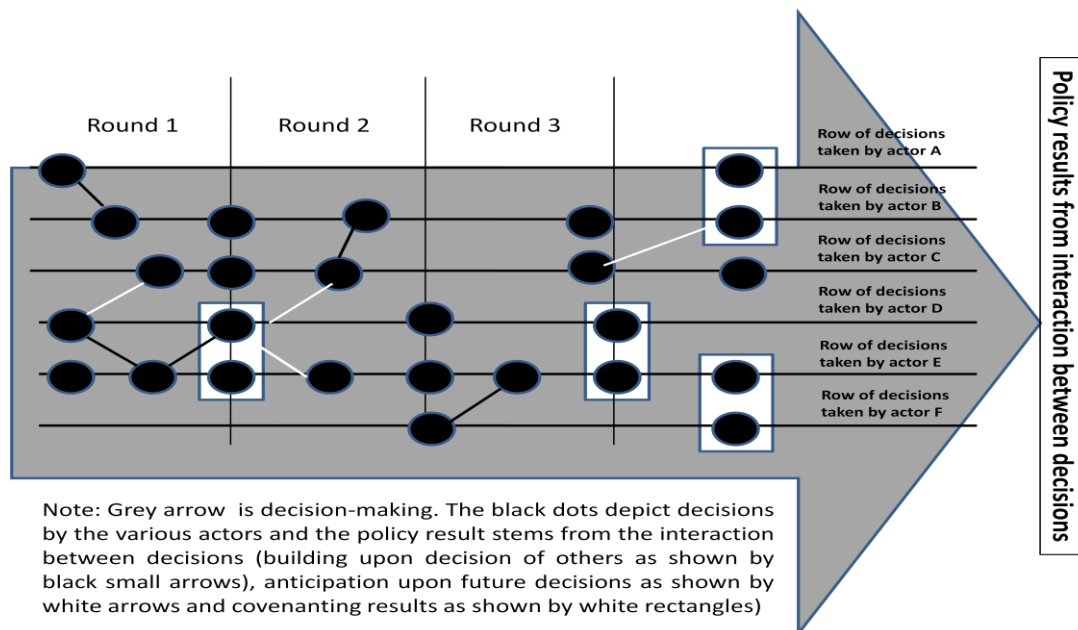 Round 1
Round 2
Round 3
Row of decisions
taken by actor A
Row of decisions
taken by actor B
Row of decisions
taken by actor C
Row of decisions
taken by actor D
Row of decisions
taken by actor E
Row of decisions
taken by actor F
Policy results from interaction between decisions
Note: Grey arrow is decision-making. The black dots depict decisions
by the various actors and the policy result stems from the interaction
between decisions (building upon decision of others as shown by
black small arrows), anticipation upon future decisions as shown by
white arrows and covenanting results as shown by white rectangles)